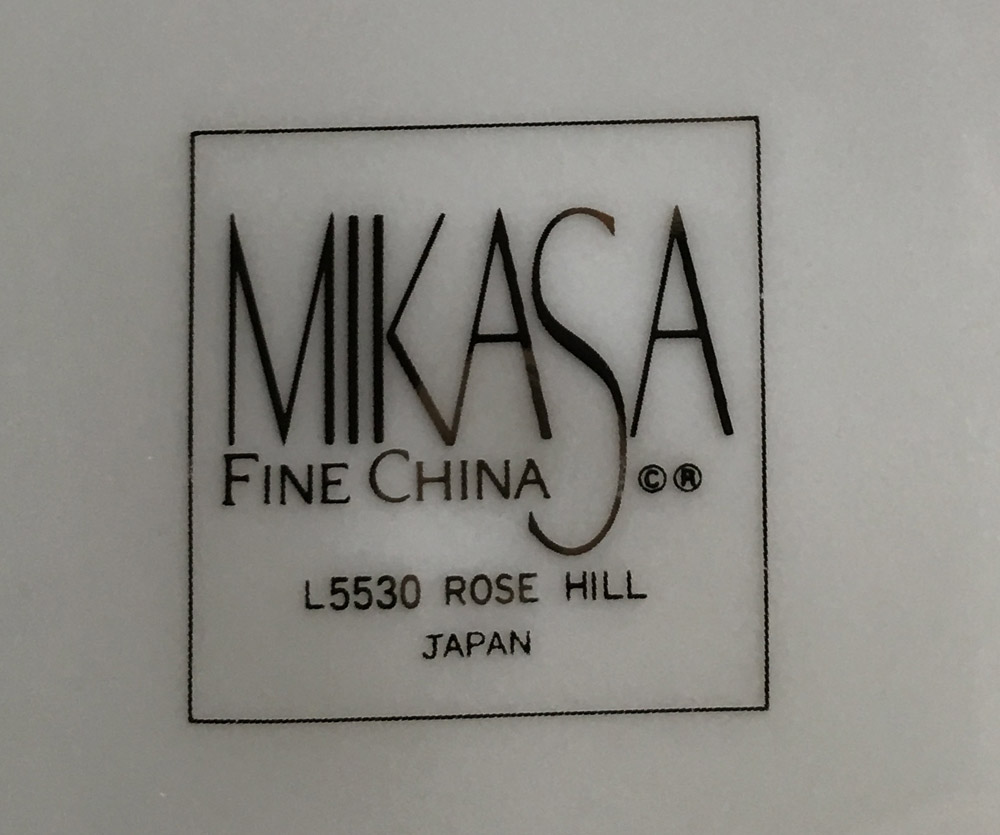 MIKASA
FINE CHINA ©®
L5530 ROSE HILL
JAPAN